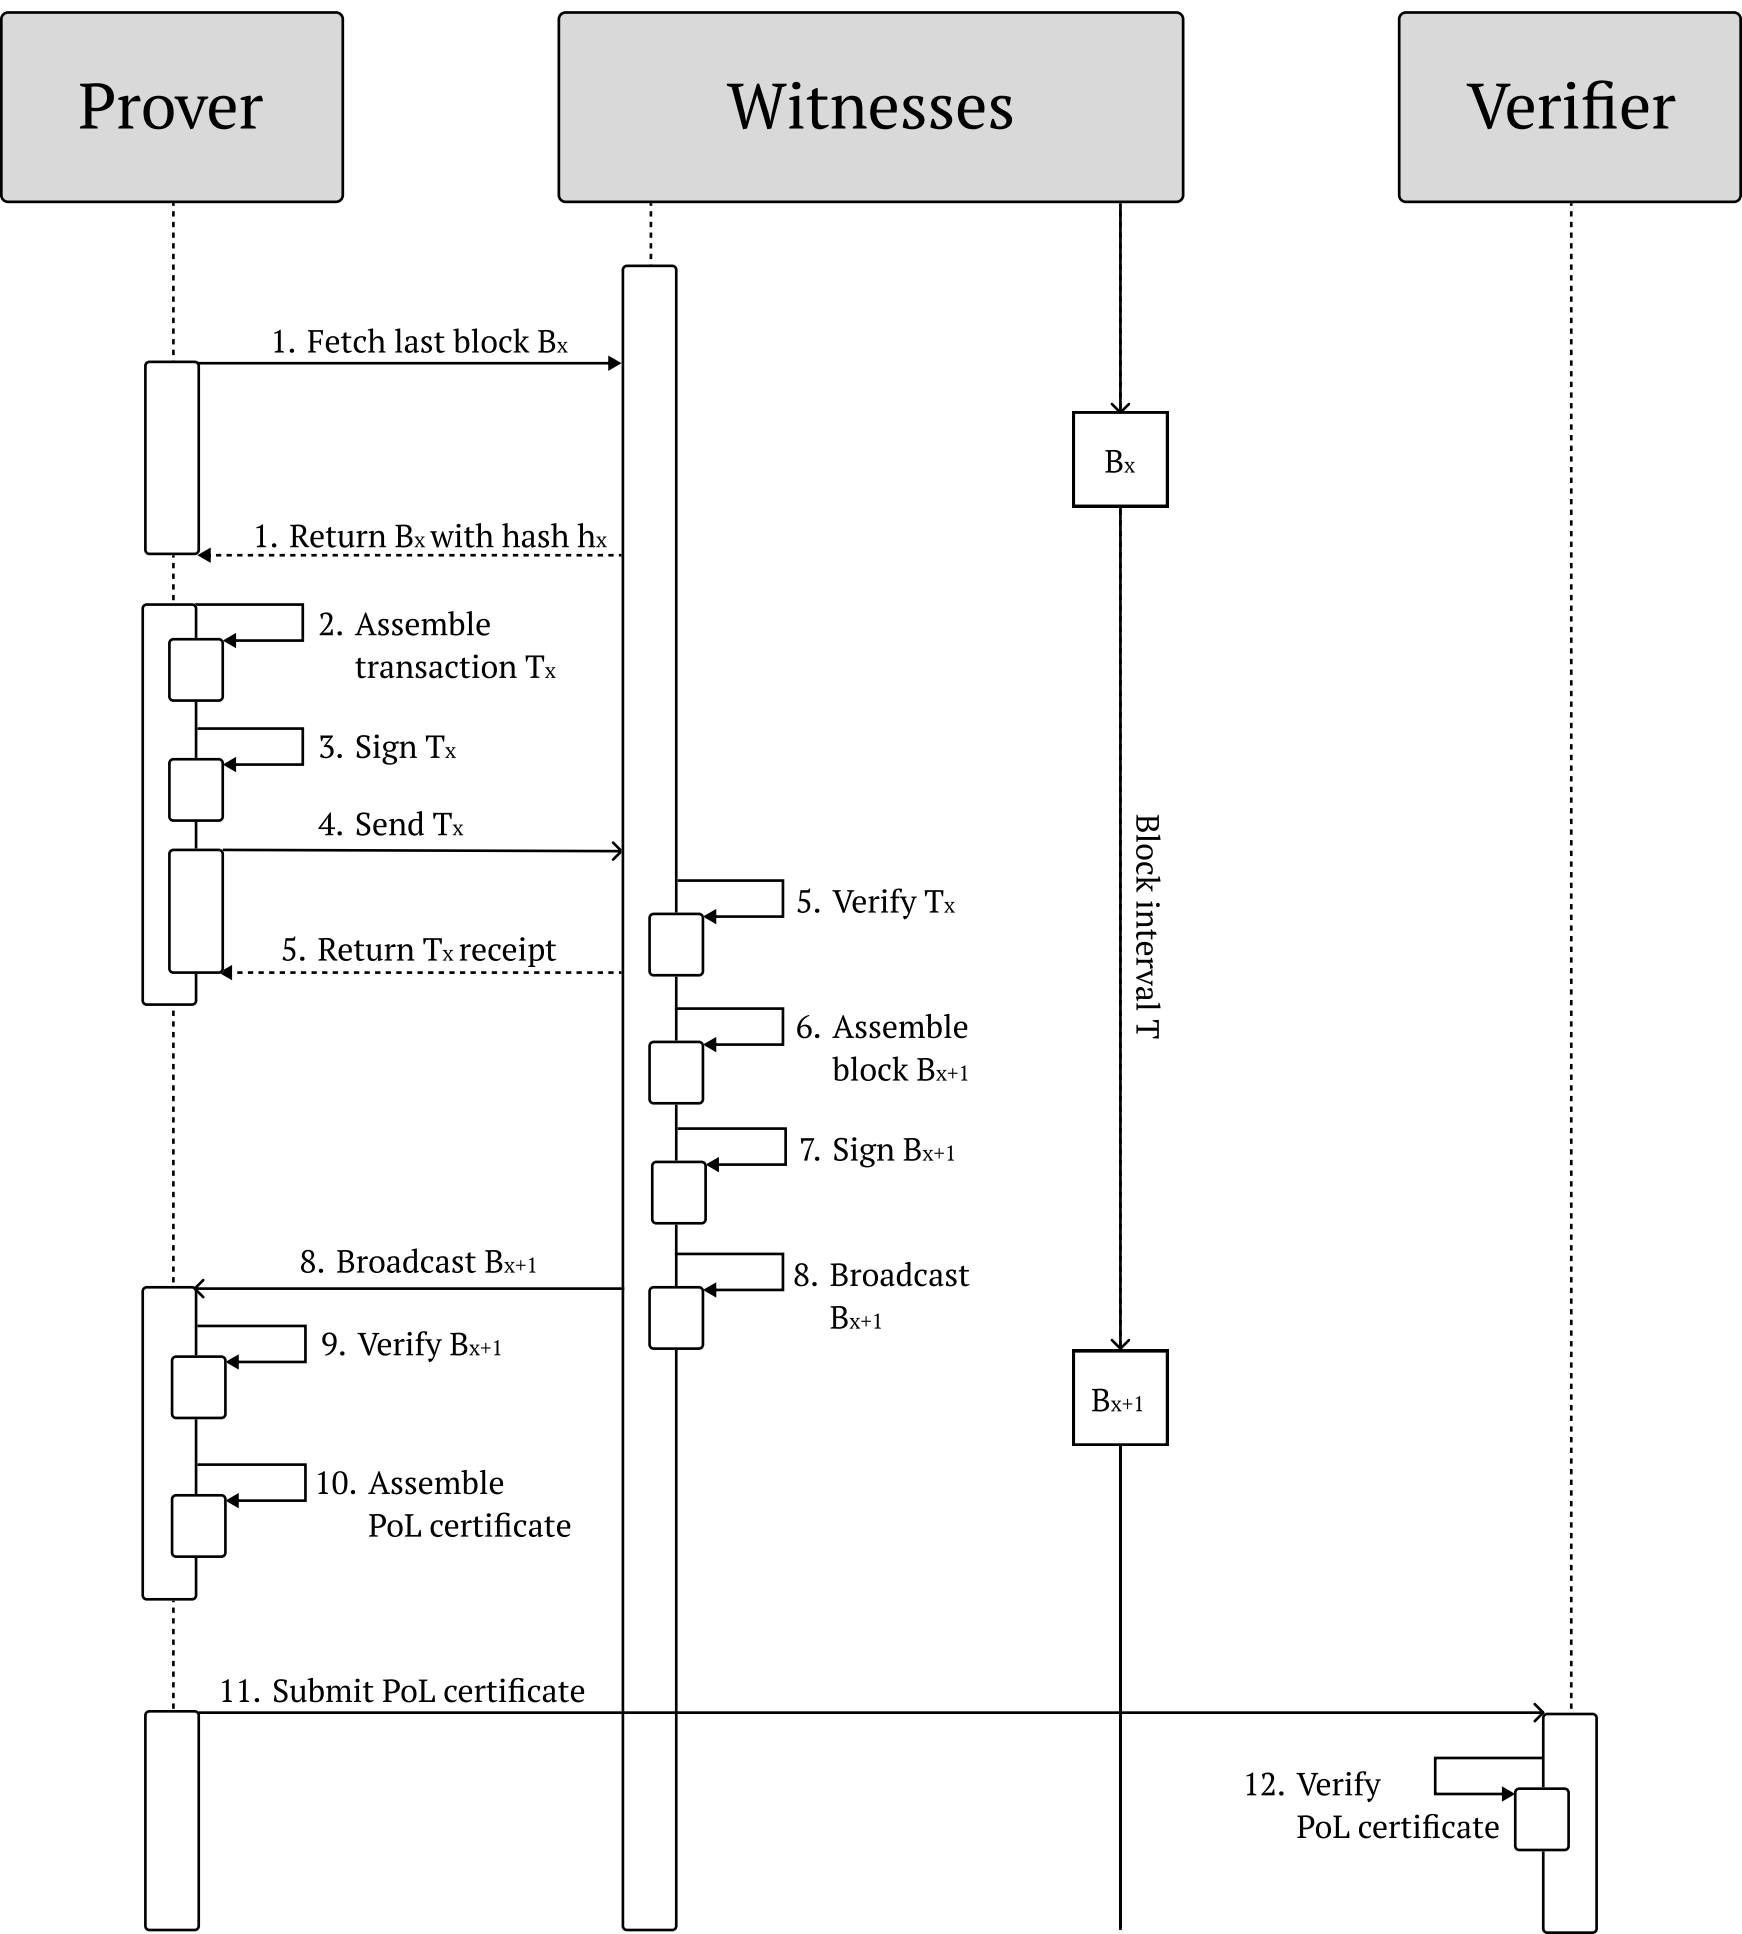 Prover
Witnesses
Verifier
1. Fetch last block Bx
Bx
1. Return Bx with hash hx
2. Assemble
transaction Tx
3. Sign Tx
4. Send Tx
Block interval T
5. Verify Tx
5. Return Tx receipt
6. Assemble
block Bx+1
7. Sign Bx+1
8. Broadcast Bx+1
8. Broadcast
Bx+1
9. Verify Bx+1
Bx+1
10. Assemble
PoL certificate
11. Submit PoL certificate
12. Verify
PoL certificate